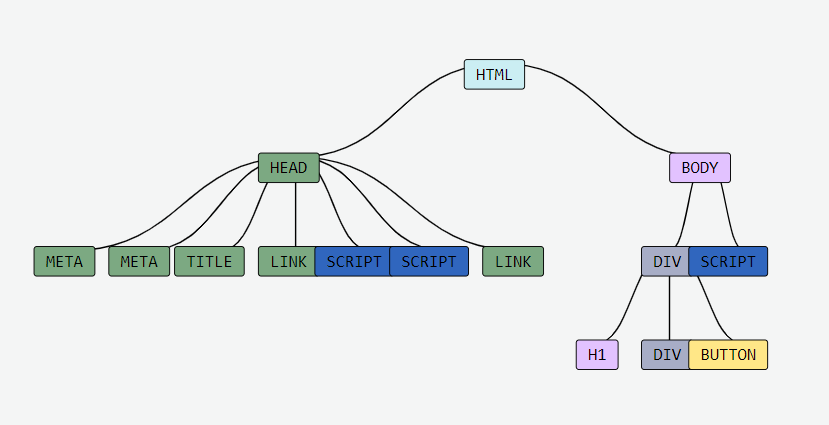 HTML
HEAD BODY
META META TITLE LINK SCRIPT SCRIPT LINK DIV SCRIPT
H1 DIV BUTTON